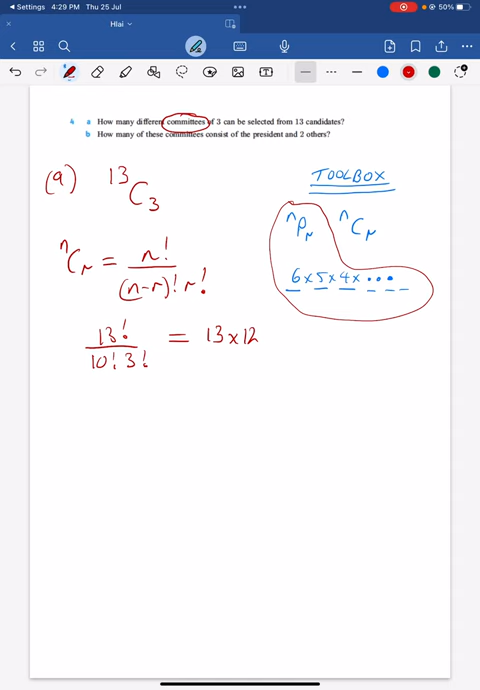 Settings 4:29 PM Thu 25 Jul 50%
Hlai
4 a How many different committees of 3 can be selected from 13 candidates?
b How many of these committees consist of the president and 2 others?
(a) ¹³C₃
TOOLBOX
ⁿPᵣ ⁿCᵣ
ⁿCᵣ = n! / (n-r)! r!
6 × 5 × 4 × ...
13! / 10! 3! = 13 × 12